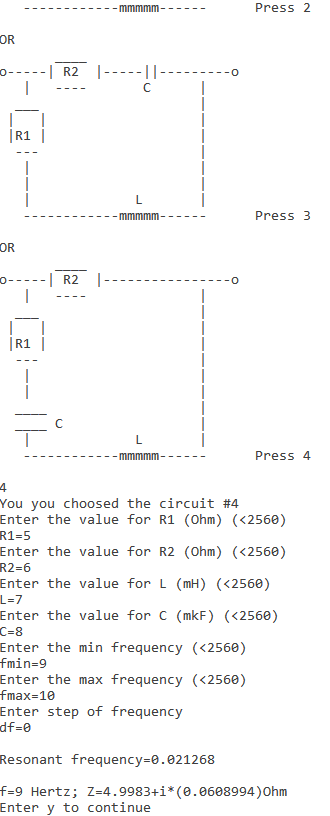 ------------mmmmm------ Press 2
OR
____
o-----| R2 |-----||---------o
| ---- C |
___ |
| | |
|R1 | |
--- |
| |
| |
| L |
------------mmmmm------ Press 3
OR
____
o-----| R2 |----------------o
| ---- |
___ |
| | |
|R1 | |
--- |
| |
| |
____ |
____ C |
| L |
------------mmmmm------ Press 4
4
You you choosed the circuit #4
Enter the value for R1 (Ohm) (<2560)
R1=5
Enter the value for R2 (Ohm) (<2560)
R2=6
Enter the value for L (mH) (<2560)
L=7
Enter the value for C (mkF) (<2560)
C=8
Enter the min frequency (<2560)
fmin=9
Enter the max frequency (<2560)
fmax=10
Enter step of frequency
df=0
Resonant frequency=0.021268
f=9 Hertz; Z=4.9983+i*(0.0608994)Ohm
Enter y to continue